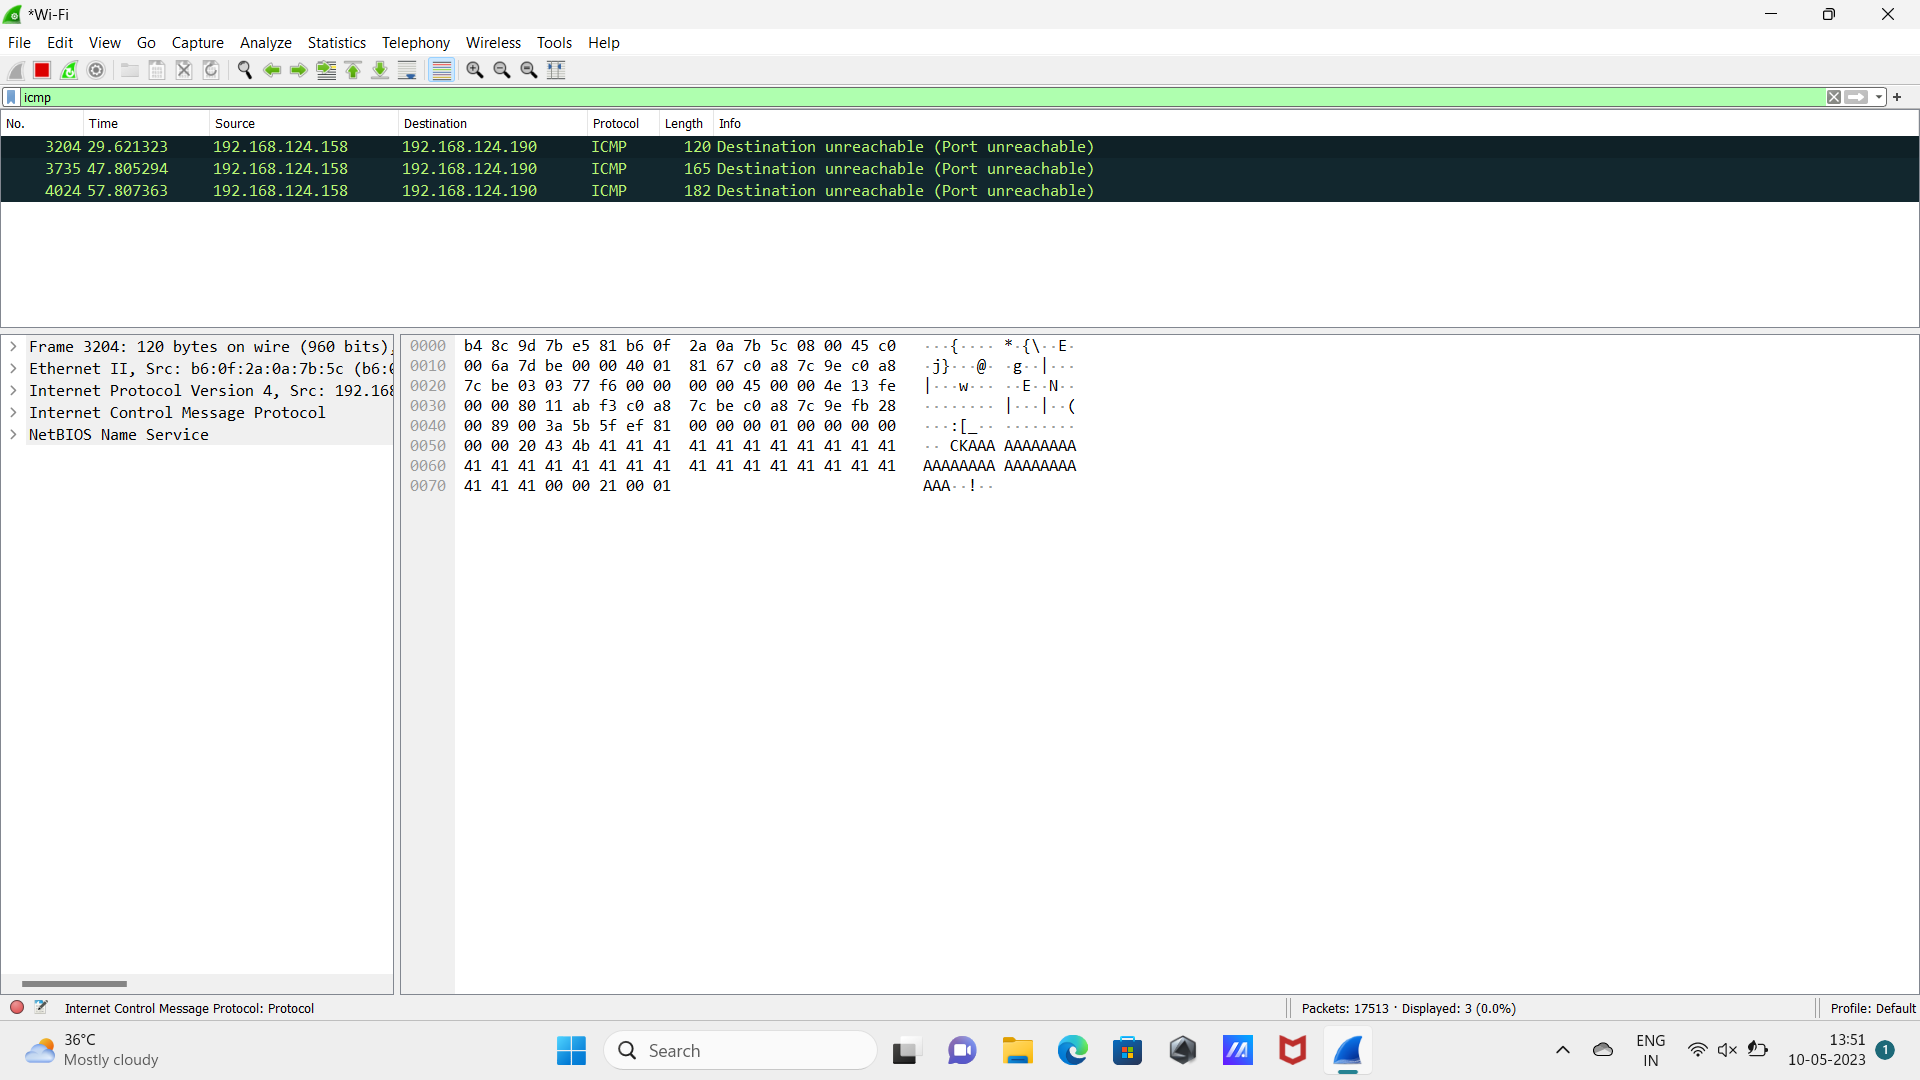 *Wi-Fi
File Edit View Go Capture Analyze Statistics Telephony Wireless Tools Help
icmp
No. Time Source Destination Protocol Length Info
3204 29.621323 192.168.124.158 192.168.124.190 ICMP 120 Destination unreachable (Port unreachable)
3735 47.805294 192.168.124.158 192.168.124.190 ICMP 165 Destination unreachable (Port unreachable)
4024 57.807363 192.168.124.158 192.168.124.190 ICMP 182 Destination unreachable (Port unreachable)
Frame 3204: 120 bytes on wire (960 bits),
Ethernet II, Src: b6:0f:2a:0a:7b:5c (b6:0
Internet Protocol Version 4, Src: 192.168
Internet Control Message Protocol
NetBIOS Name Service
0000 b4 8c 9d 7b e5 81 b6 0f 2a 0a 7b 5c 08 00 45 c0 ···{···· *·{\··E·
0010 00 6a 7d be 00 00 40 01 81 67 c0 a8 7c 9e c0 a8 ·j}···@· ·g··|···
0020 7c be 03 03 77 f6 00 00 00 00 45 00 00 4e 13 fe |···w··· ··E··N··
0030 00 00 80 11 ab f3 c0 a8 7c be c0 a8 7c 9e fb 28 ········ |···|··(
0040 00 89 00 3a 5b 5f ef 81 00 00 00 01 00 00 00 00 ···:[_·· ········
0050 00 00 20 43 4b 41 41 41 41 41 41 41 41 41 41 41 ·· CKAAA AAAAAAAA
0060 41 41 41 41 41 41 41 41 41 41 41 41 41 41 41 41 AAAAAAAA AAAAAAAA
0070 41 41 41 00 00 21 00 01 AAA··!··
Internet Control Message Protocol: Protocol
Packets: 17513 · Displayed: 3 (0.0%)
Profile: Default
36°C
Mostly cloudy
Search
ENG
IN
13:51
10-05-2023
1